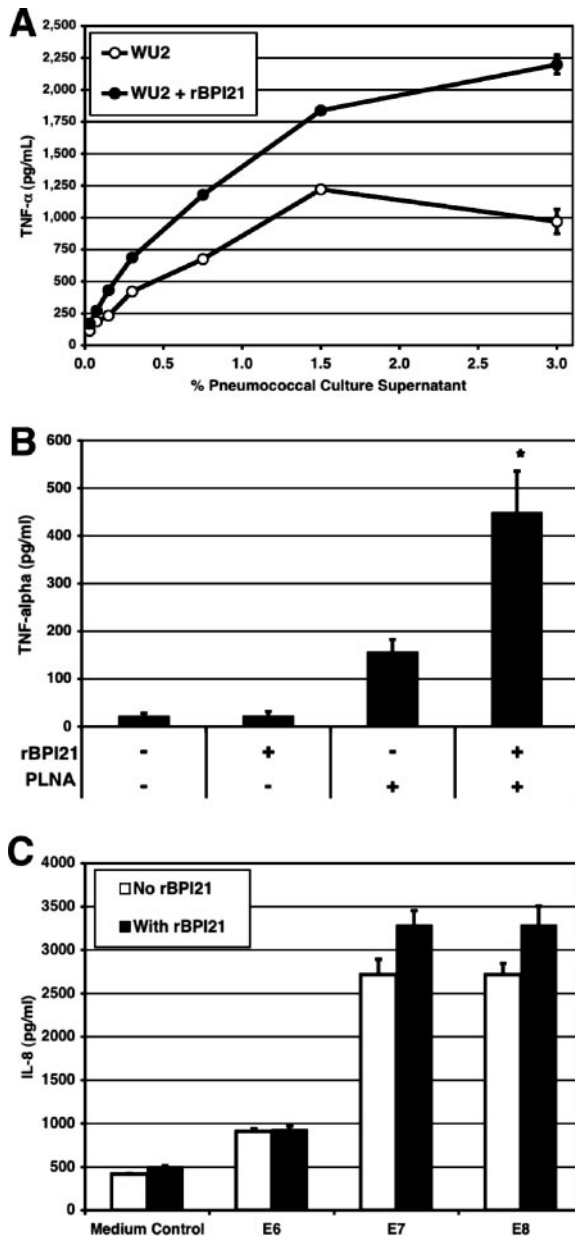 A
WU2
WU2 + rBPI21
TNF-α (pg/mL)
2,500
2,250
2,000
1,750
1,500
1,250
1,000
750
500
250
0
0.0 0.5 1.0 1.5 2.0 2.5 3.0
% Pneumococcal Culture Supernatant
B
TNF-alpha (pg/ml)
600
500
400
300
200
100
0
*
rBPI21 - + - +
PLNA - - + +
C
No rBPI21
With rBPI21
IL-8 (pg/ml)
4000
3500
3000
2500
2000
1500
1000
500
0
Medium Control E6 E7 E8